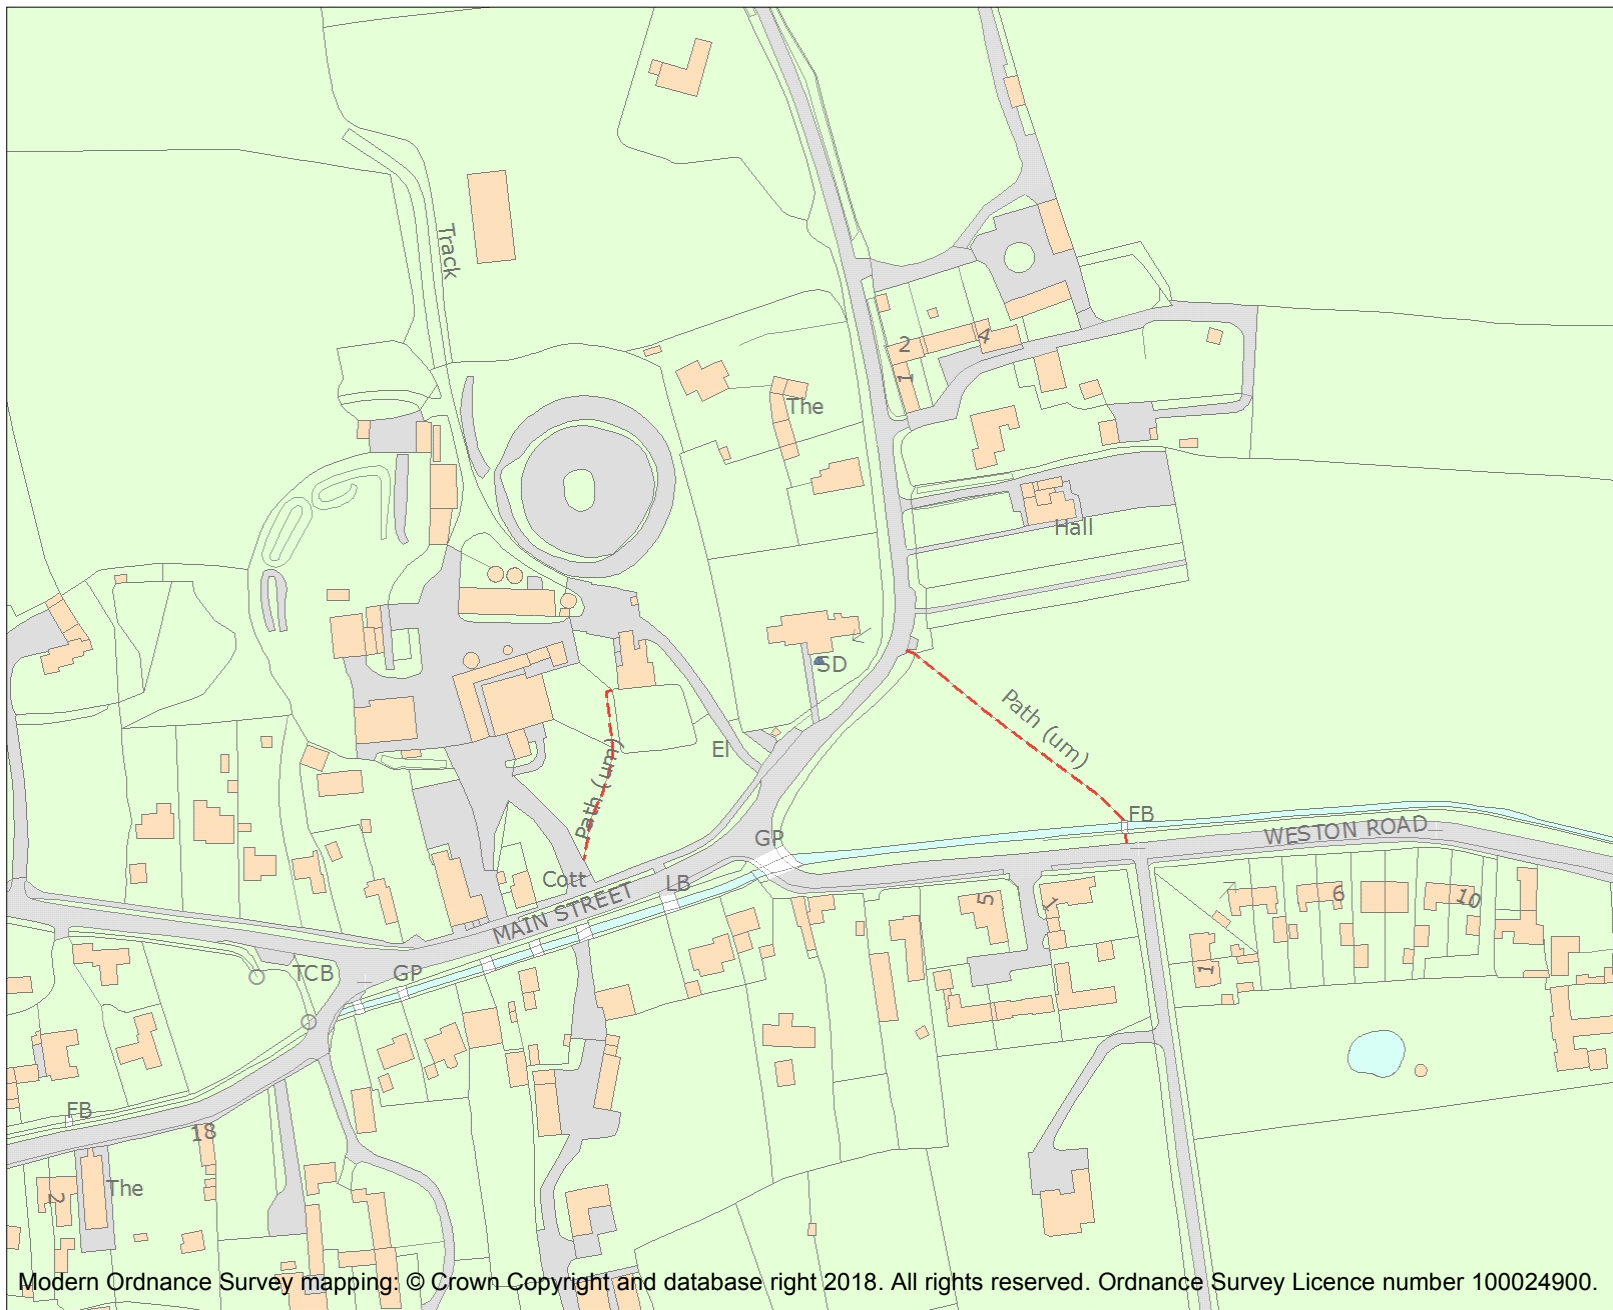 Track
2
4
1
The
Hall
SD
Path (um)
El
Path (um)
FB
GP
WESTON ROAD
Cott
LB
MAIN STREET
5
1
6
10
TCB
GP
1
FB
18
The
2
Modern Ordnance Survey mapping: © Crown Copyright and database right 2018. All rights reserved. Ordnance Survey Licence number 100024900.